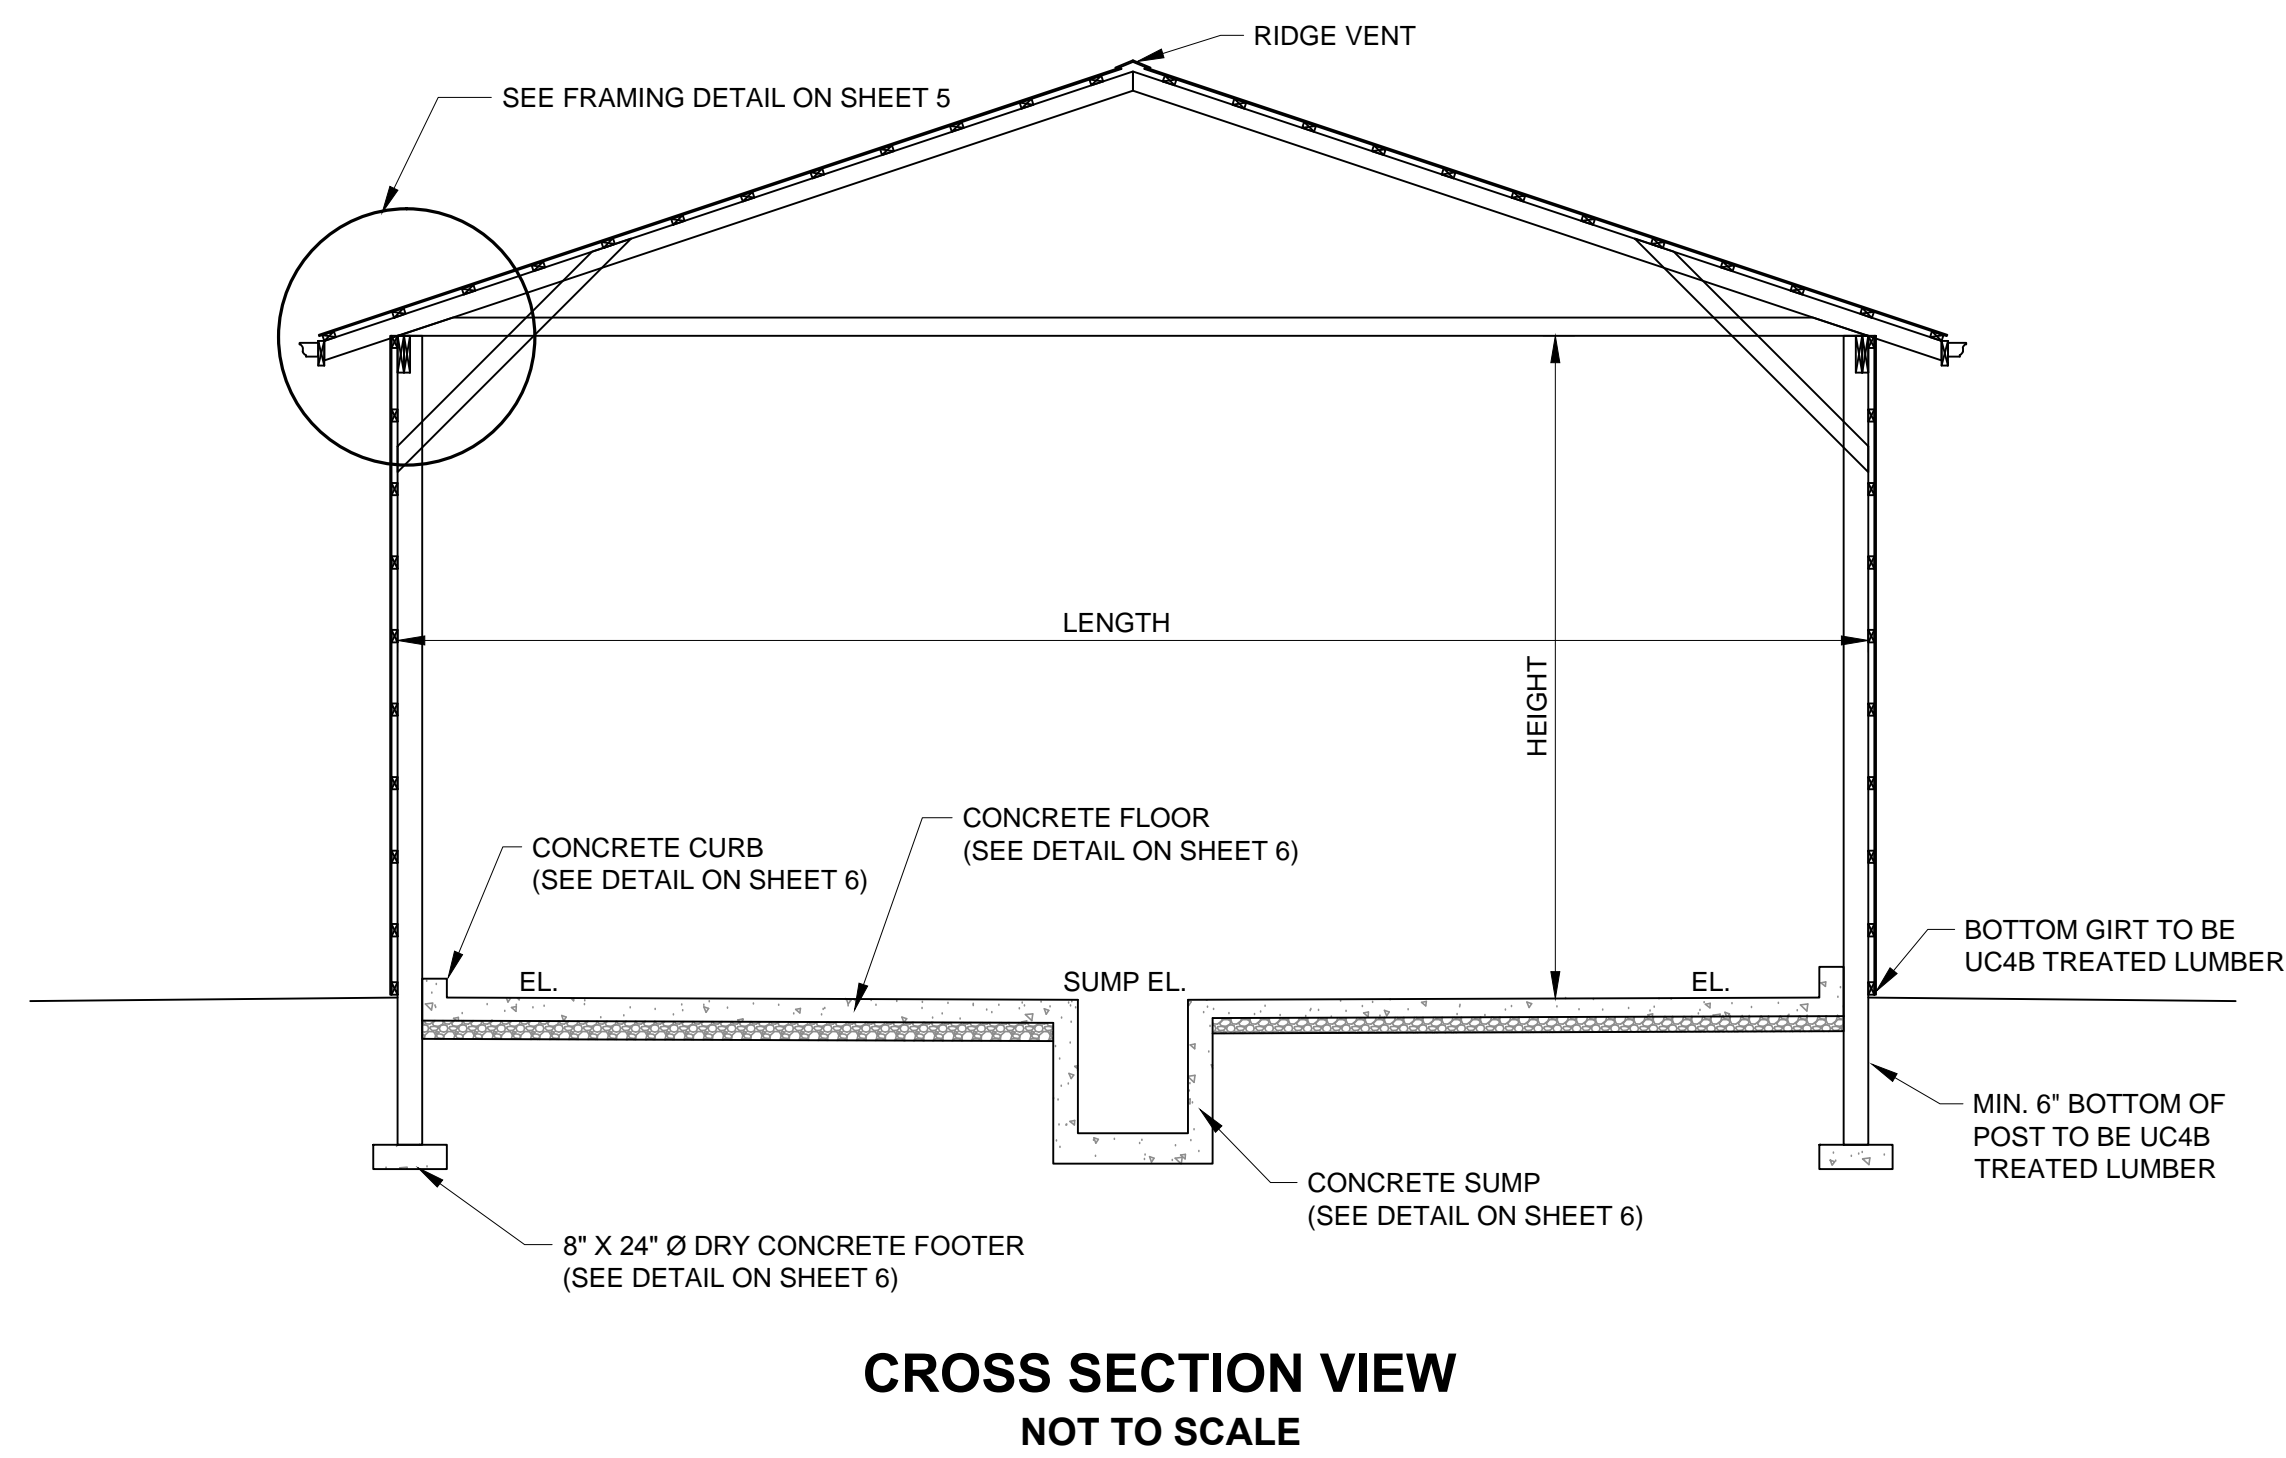 RIDGE VENT
SEE FRAMING DETAIL ON SHEET 5
LENGTH
HEIGHT
CONCRETE FLOOR
(SEE DETAIL ON SHEET 6)
CONCRETE CURB
(SEE DETAIL ON SHEET 6)
BOTTOM GIRT TO BE
UC4B TREATED LUMBER
EL.
SUMP EL.
EL.
MIN. 6" BOTTOM OF
POST TO BE UC4B
TREATED LUMBER
CONCRETE SUMP
(SEE DETAIL ON SHEET 6)
8" X 24" Ø DRY CONCRETE FOOTER
(SEE DETAIL ON SHEET 6)
CROSS SECTION VIEW
NOT TO SCALE